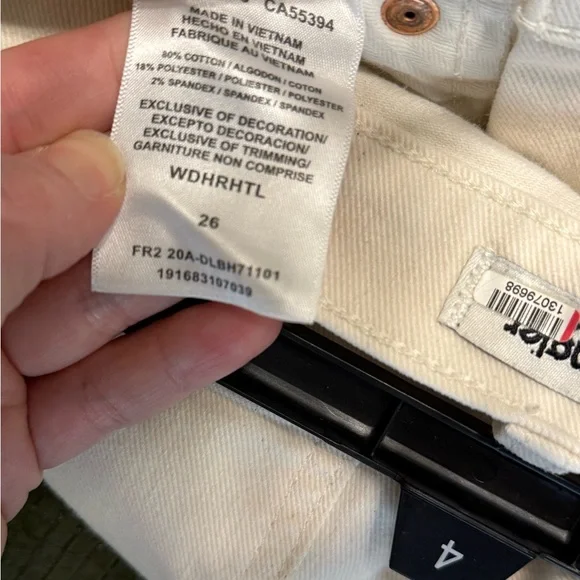 CA55394
MADE IN VIETNAM
HECHO EN VIETNAM
FABRIQUE AU VIETNAM
80% COTTON / ALGODON / COTON
18% POLYESTER / POLIESTER / POLYESTER
2% SPANDEX / SPANDEX / SPANDEX
EXCLUSIVE OF DECORATION/
EXCEPTO DECORACION/
EXCLUSIVE OF TRIMMING/
GARNITURE NON COMPRISE
WDHRHTL
26
FR2 20A-DLBH71101
191683107039
13079698
ngler
4